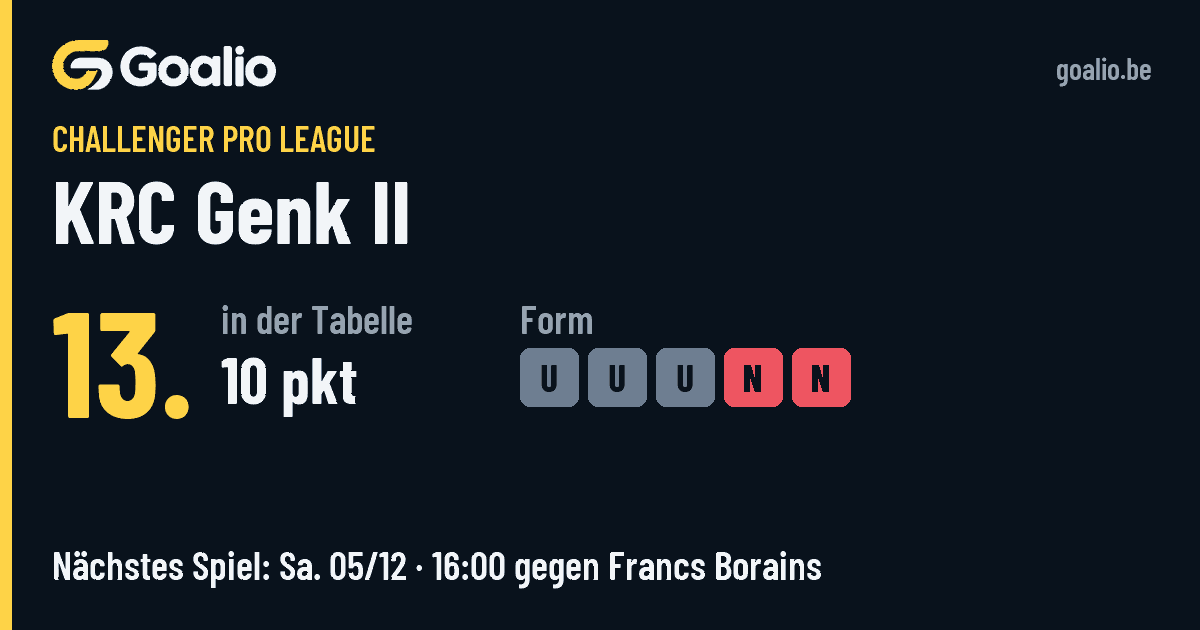 Goalio
goalio.be
CHALLENGER PRO LEAGUE
KRC Genk II
13.
in der Tabelle
10 pkt
Form
U U U N N
Nächstes Spiel: Sa. 05/12 · 16:00 gegen Francs Borains